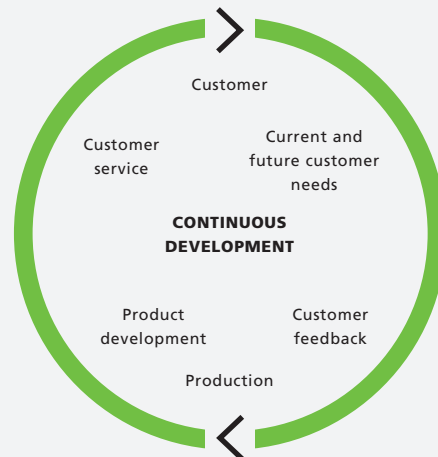 Customer
Customer
service
Current and
future customer
needs
CONTINUOUS
DEVELOPMENT
Product
development
Customer
feedback
Production